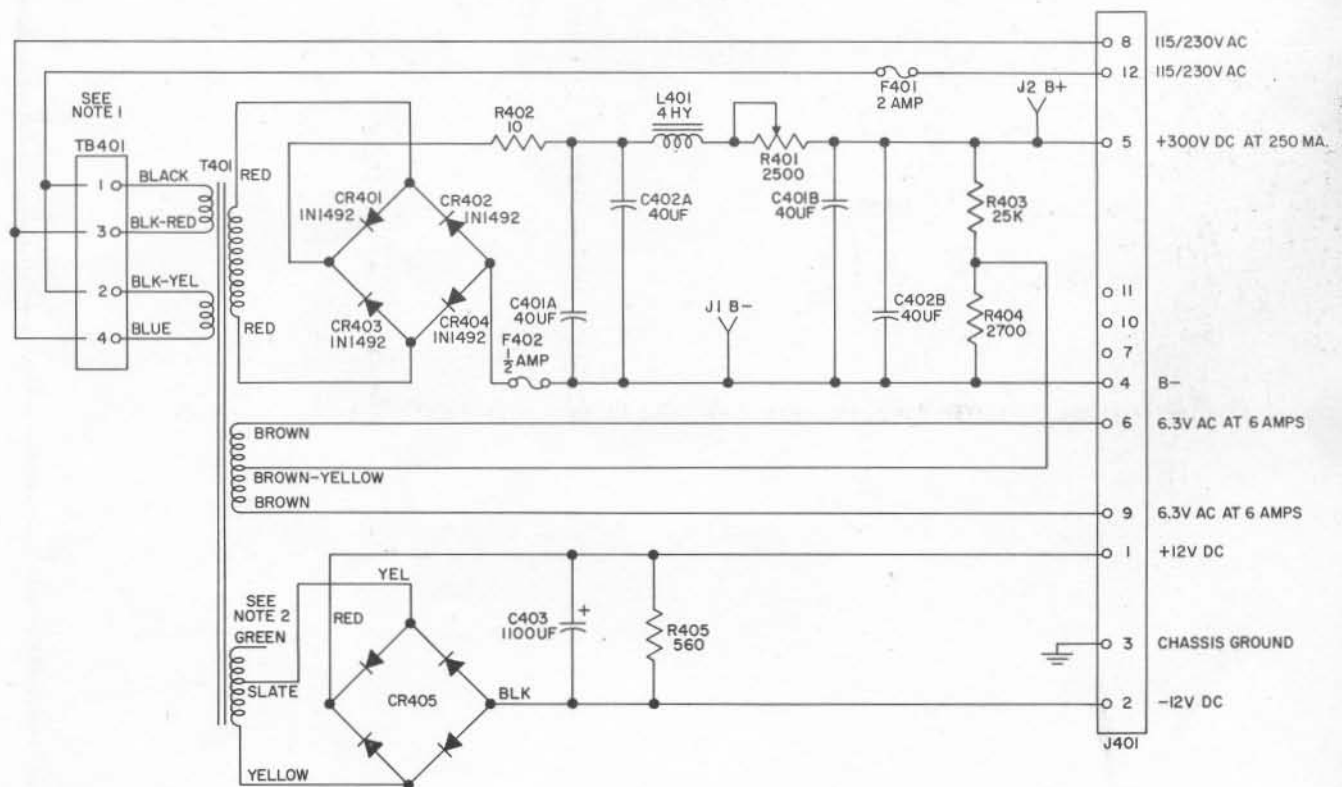 8 115/230V AC
12 115/230V AC
F401
2 AMP
J2 B+
SEE
NOTE 1
TB401
T401
RED
R402
10
L401
4 HY
R401
2500
5 +300V DC AT 250 MA.
1 BLACK
3 BLK-RED
2 BLK-YEL
4 BLUE
CR401
IN1492
CR402
IN1492
C402A
40UF
C401B
40UF
R403
25K
RED
CR403
IN1492
CR404
IN1492
C401A
40UF
F402
1/2 AMP
J1 B-
C402B
40UF
R404
2700
11
10
7
4 B-
BROWN
6 6.3V AC AT 6 AMPS
BROWN-YELLOW
BROWN
9 6.3V AC AT 6 AMPS
1 +12V DC
YEL
SEE
NOTE 2
RED
GREEN
SLATE
C403
1100UF
+
R405
560
3 CHASSIS GROUND
CR405
BLK
2 -12V DC
J401
YELLOW